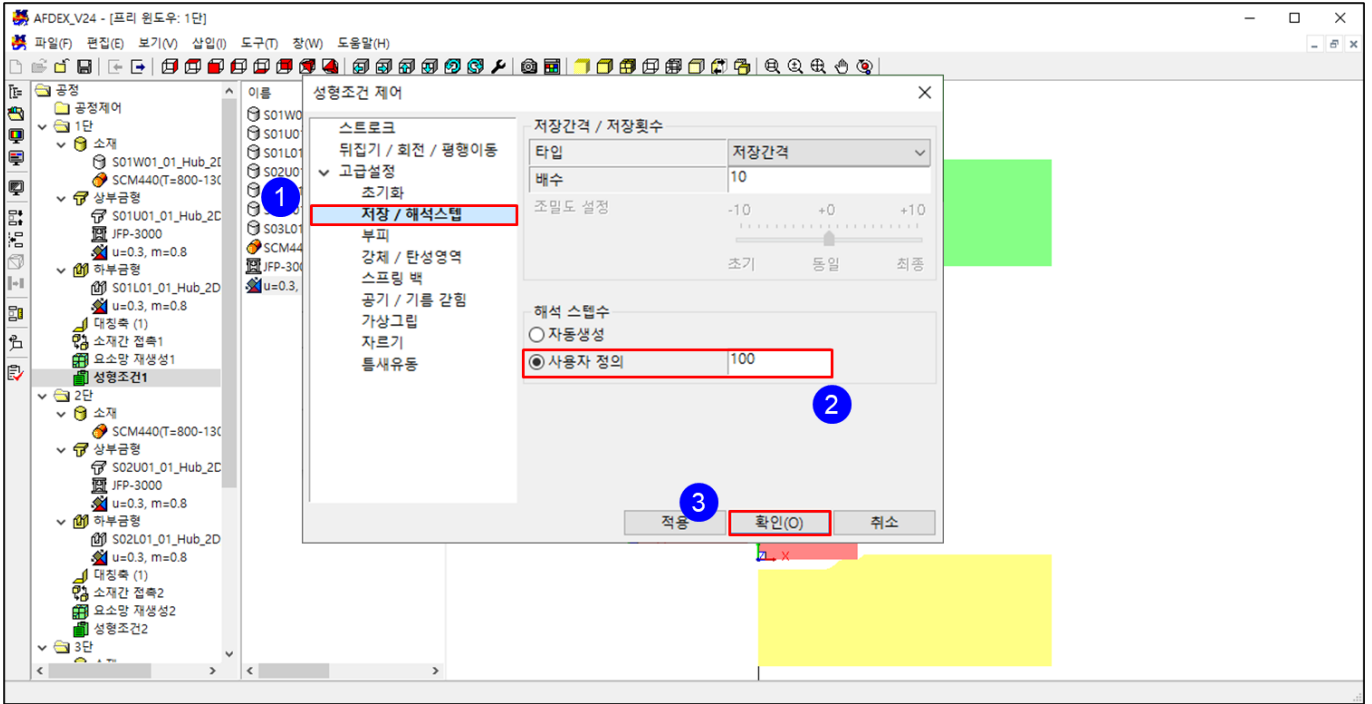 AFDEX_V24 - [프리 윈도우: 1단]
파일(F) 편집(E) 보기(V) 삽입(I) 도구(T) 창(W) 도움말(H)
공정
공정제어
1단
소재
S01W01_01_Hub_2D
SCM440(T=800-130
상부금형
S01U01_01_Hub_2D
JFP-3000
u=0.3, m=0.8
하부금형
S01L01_01_Hub_2D
u=0.3, m=0.8
대칭축 (1)
소재간 접촉1
요소망 재생성1
성형조건1
2단
소재
SCM440(T=800-130
상부금형
S02U01_01_Hub_2D
JFP-3000
u=0.3, m=0.8
하부금형
S02L01_01_Hub_2D
u=0.3, m=0.8
대칭축 (1)
소재간 접촉2
요소망 재생성2
성형조건2
3단
이름
S01W0
S01U01
S01L01
S02U0
S03L01
SCM44
JFP-300
u=0.3,
성형조건 제어
스트로크
뒤집기 / 회전 / 평행이동
고급설정
초기화
1
저장 / 해석스텝
부피
강체 / 탄성영역
스프링 백
공기 / 기름 갇힘
가상그립
자르기
틈새유동
저장간격 / 저장횟수
타입 저장간격
배수 10
조밀도 설정 -10 +0 +10
초기 동일 최종
해석 스텝수
자동생성
사용자 정의 100
2
3
적용 확인(O) 취소
Z X